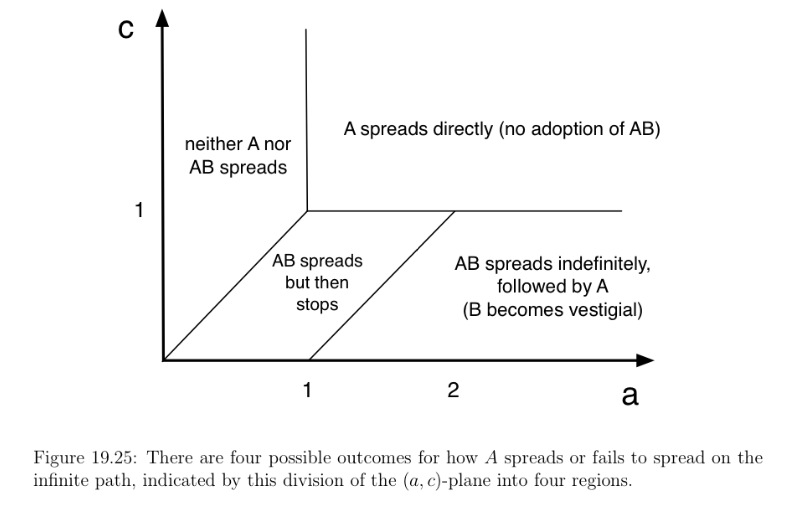 c
neither A nor
AB spreads
A spreads directly (no adoption of AB)
1
AB spreads
but then
stops
AB spreads indefinitely,
followed by A
(B becomes vestigial)
1
2
a
Figure 19.25: There are four possible outcomes for how A spreads or fails to spread on the
infinite path, indicated by this division of the (a, c)-plane into four regions.